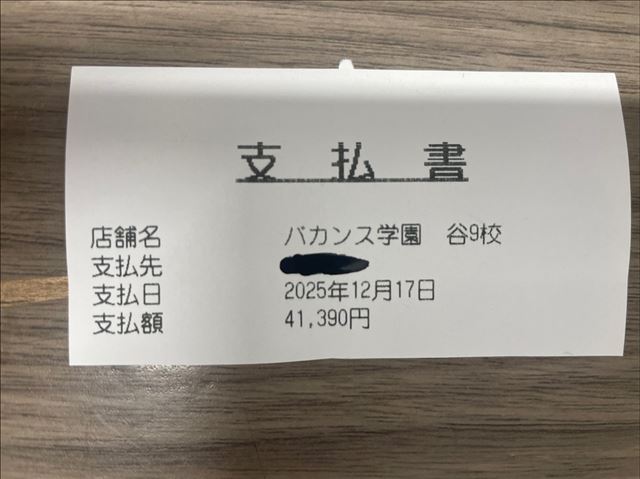 支払書
店舗名 バカンス学園 谷9校
支払先
支払日 2025年12月17日
支払額 41,390円